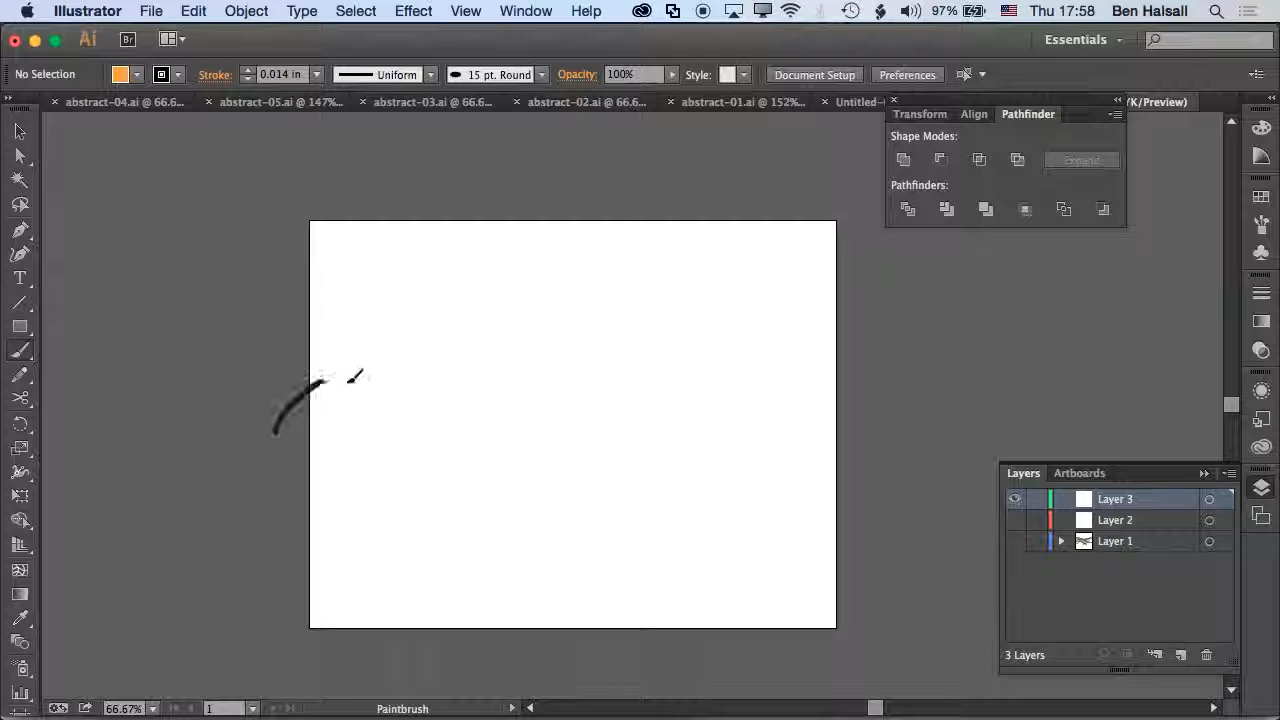 Illustrator File Edit Object Type Select Effect View Window Help 97% Thu 17:58 Ben Halsall
Ai Br Essentials
No Selection Stroke: 0.014 in Uniform 15 pt. Round Opacity: 100% Style: Document Setup Preferences
× abstract-04.ai @ 66.6... × abstract-05.ai @ 147%... × abstract-03.ai @ 66.6... × abstract-02.ai @ 66.6... × abstract-01.ai @ 152%... × Untitled- /K/Preview)
Transform Align Pathfinder
Shape Modes:
Expand
Pathfinders:
T
Layers Artboards
Layer 3
Layer 2
Layer 1
3 Layers
66.67% 1 Paintbrush